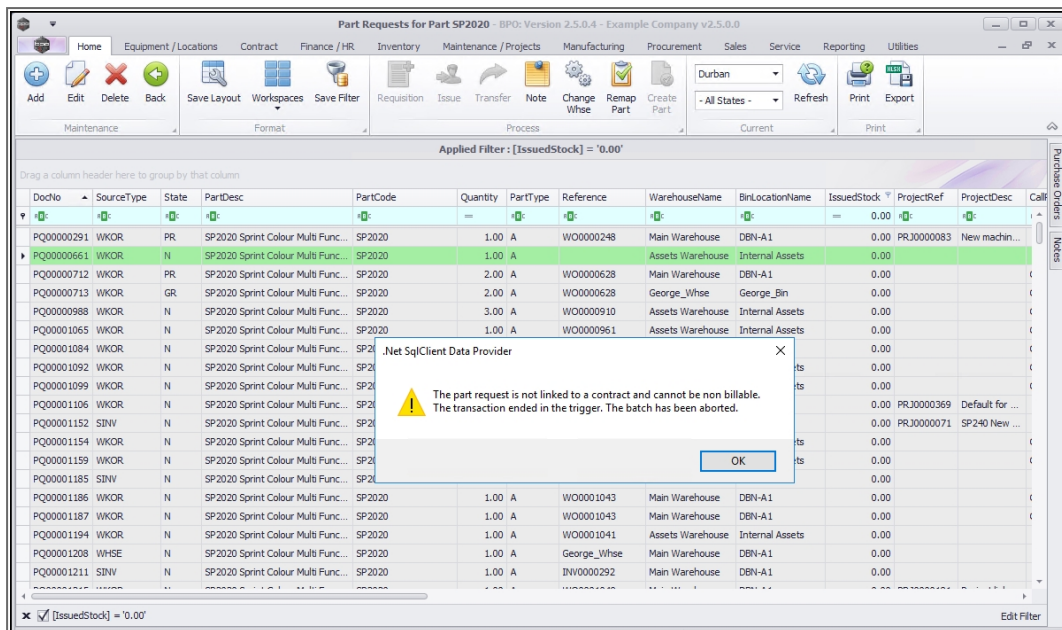 Part Requests for Part SP2020 - BPO: Version 2.5.0.4 - Example Company v2.5.0.0
Home Equipment / Locations Contract Finance / HR Inventory Maintenance / Projects Manufacturing Procurement Sales Service Reporting Utilities
Add Edit Delete Back Save Layout Workspaces Save Filter Requisition Issue Transfer Note Change Whse Remap Part Create Part Durban - All States - Refresh Print Export
Maintenance Format Process Current Print
Applied Filter : [IssuedStock] = '0.00'
Drag a column header here to group by that column
DocNo SourceType State PartDesc PartCode Quantity PartType Reference WarehouseName BinLocationName IssuedStock ProjectRef ProjectDesc
= = 0.00
PQ00000291 WKOR PR SP2020 Sprint Colour Multi Func... SP2020 1.00 A WO0000248 Main Warehouse DBN-A1 0.00 PRJ0000083 New machin...
PQ00000661 WKOR N SP2020 Sprint Colour Multi Func... SP2020 1.00 A Assets Warehouse Internal Assets 0.00
PQ00000712 WKOR PR SP2020 Sprint Colour Multi Func... SP2020 2.00 A WO0000628 Main Warehouse DBN-A1 0.00
PQ00000713 WKOR GR SP2020 Sprint Colour Multi Func... SP2020 2.00 A WO0000628 George_Whse George_Bin 0.00
PQ00000988 WKOR N SP2020 Sprint Colour Multi Func... SP2020 3.00 A WO0000910 Assets Warehouse Internal Assets 0.00
PQ00001065 WKOR N SP2020 Sprint Colour Multi Func... SP2020 1.00 A WO0000961 Assets Warehouse Internal Assets 0.00
PQ00001084 WKOR N SP2020 Sprint Colour Multi Func... 0.00
PQ00001092 WKOR N SP2020 Sprint Colour Multi Func... 0.00
PQ00001099 WKOR N SP2020 Sprint Colour Multi Func... 0.00
PQ00001106 WKOR N SP2020 Sprint Colour Multi Func... 0.00 PRJ0000369 Default for ...
PQ00001152 SINV N SP2020 Sprint Colour Multi Func... 0.00 PRJ0000071 SP240 New ...
PQ00001154 WKOR N SP2020 Sprint Colour Multi Func... 0.00
PQ00001159 WKOR N SP2020 Sprint Colour Multi Func... 0.00
PQ00001185 SINV N SP2020 Sprint Colour Multi Func... 0.00
.Net SqlClient Data Provider
The part request is not linked to a contract and cannot be non billable.
The transaction ended in the trigger. The batch has been aborted.
OK
PQ00001186 WKOR N SP2020 Sprint Colour Multi Func... SP2020 1.00 A WO0001043 Main Warehouse DBN-A1 0.00
PQ00001187 WKOR N SP2020 Sprint Colour Multi Func... SP2020 1.00 A WO0001043 Main Warehouse DBN-A1 0.00
PQ00001194 WKOR N SP2020 Sprint Colour Multi Func... SP2020 1.00 A WO0001041 Assets Warehouse Internal Assets 0.00
PQ00001208 WHSE N SP2020 Sprint Colour Multi Func... SP2020 1.00 A George_Whse Main Warehouse DBN-A1 0.00
PQ00001211 SINV N SP2020 Sprint Colour Multi Func... SP2020 1.00 A INV0000292 Main Warehouse DBN-A1 0.00
[IssuedStock] = '0.00' Edit Filter
Purchase Orders
Notes